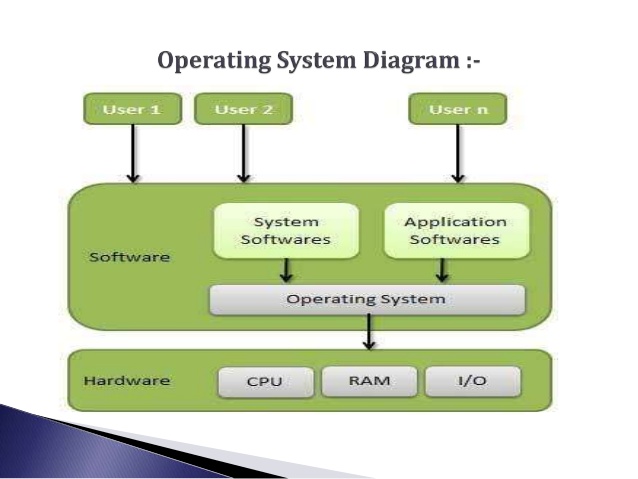 Operating System Diagram :-
User 1
User 2
User n
System
Softwares
Application
Softwares
Software
Operating System
Hardware
CPU
RAM
I/O